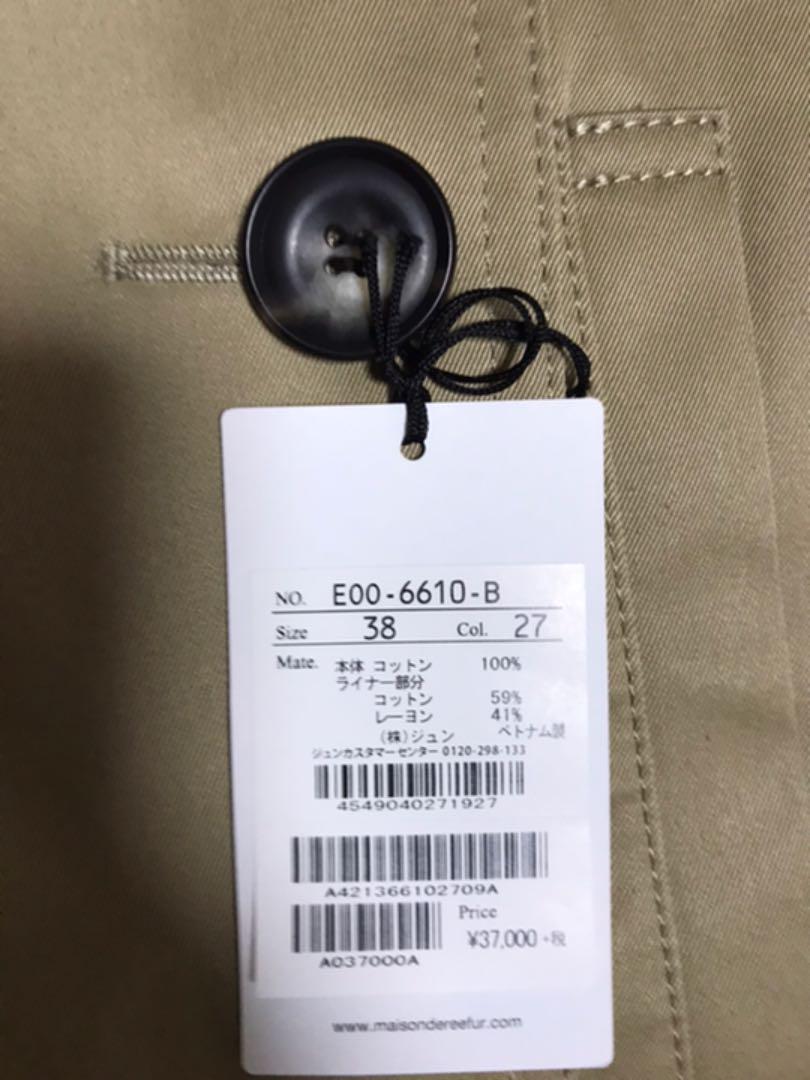 NO. E00-6610-B
Size 38 Col. 27
Mate. 本体 コットン 100%
ライナー部分
コットン 59%
レーヨン 41%
(株)ジュン ベトナム製
ジュンカスタマーセンター 0120-298-133
4549040271927
A421366102709A
Price
¥37,000+税
A037000A
www.maisondereefur.com